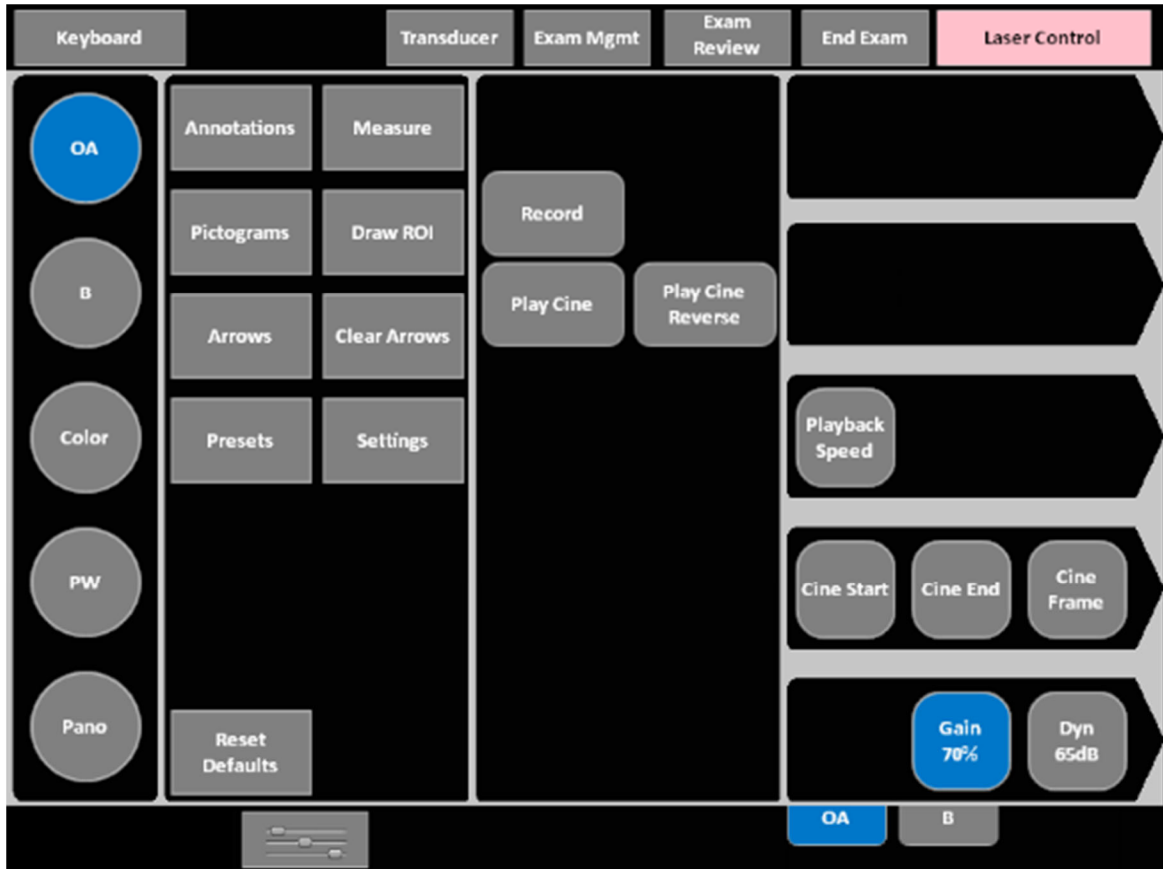 Keyboard
Transducer
Exam Mgmt
Exam
Review
End Exam
Laser Control
OA
B
Color
PW
Pano
Annotations
Measure
Pictograms
Draw ROI
Arrows
Clear Arrows
Presets
Settings
Reset
Defaults
Record
Play Cine
Play Cine
Reverse
Playback
Speed
Cine Start
Cine End
Cine
Frame
Gain
70%
Dyn
65dB
OA
B